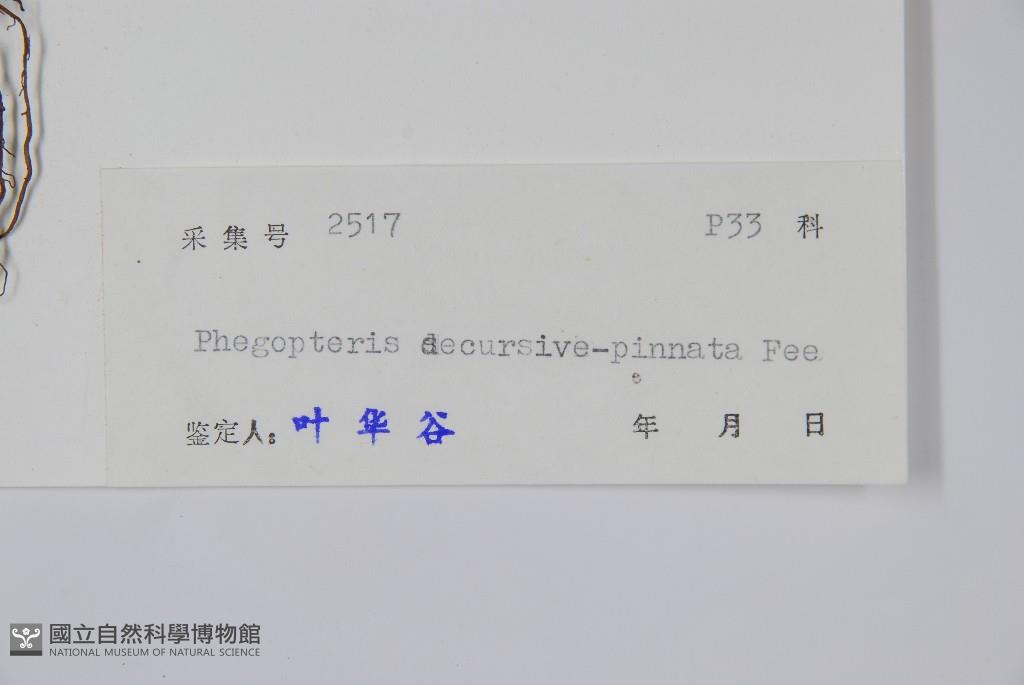 采集号 2517 P33 科
Phegopteris decursive-pinnata Fee
e
鉴定人: 叶华谷 年 月 日
國立自然科學博物館
NATIONAL MUSEUM OF NATURAL SCIENCE